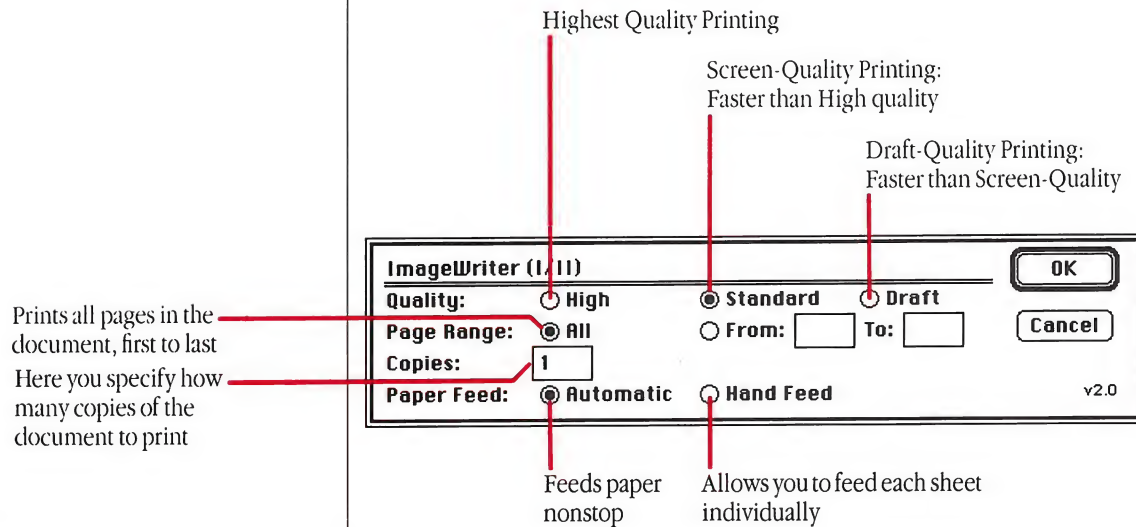 Highest Quality Printing
Screen-Quality Printing:
Faster than High quality
Draft-Quality Printing:
Faster than Screen-Quality
ImageWriter (I/II)
OK
Quality:
High
Standard
Draft
Page Range:
All
From:
To:
Cancel
Copies:
1
Paper Feed:
Automatic
Hand Feed
v2.0
Prints all pages in the
document, first to last
Here you specify how
many copies of the
document to print
Feeds paper
nonstop
Allows you to feed each sheet
individually